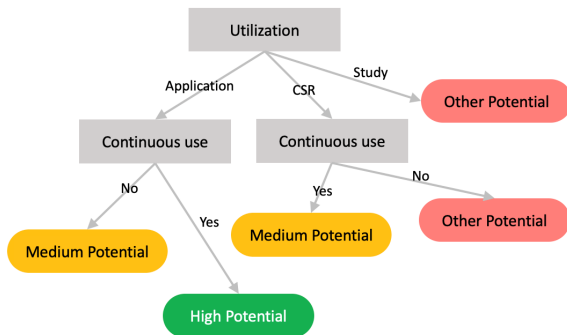 Utilization
Application
CSR
Study
Other Potential
Continuous use
Continuous use
No
Yes
Yes
No
Medium Potential
Medium Potential
Other Potential
High Potential